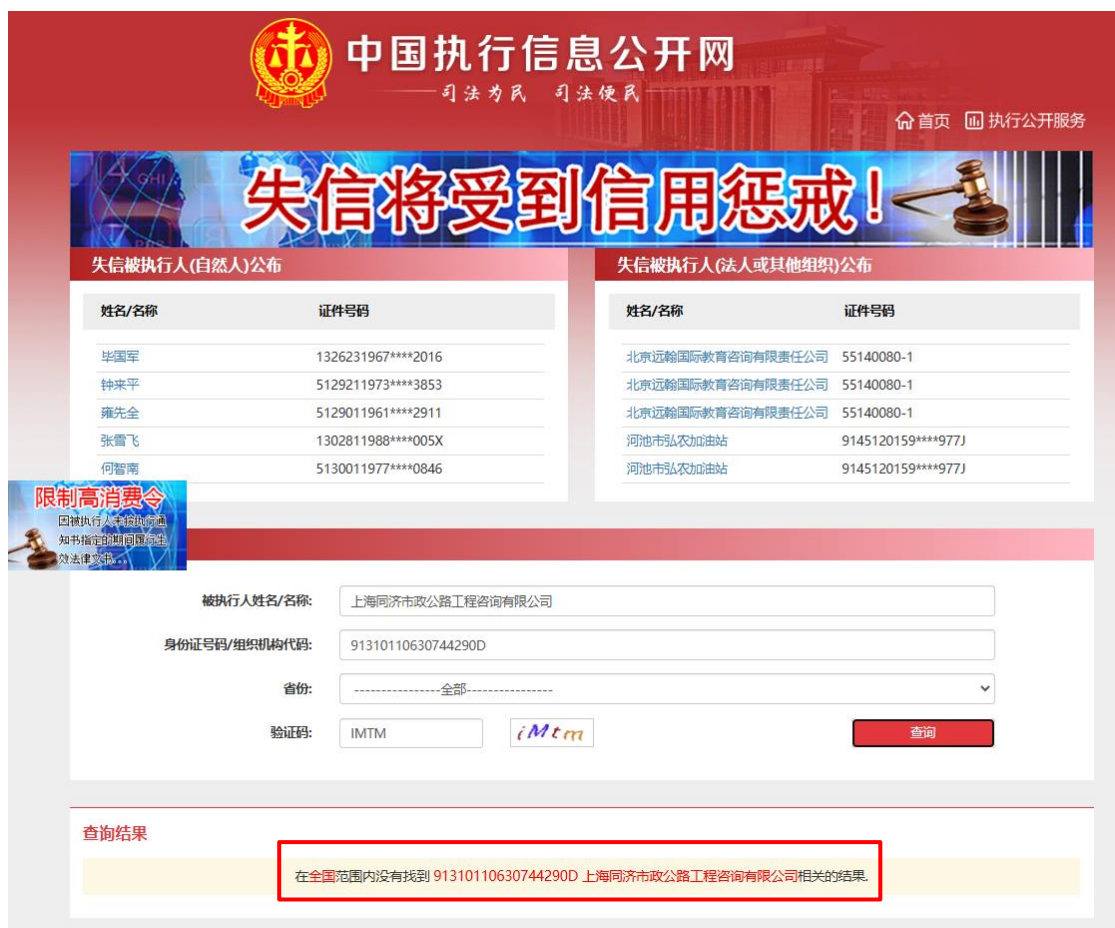 中国执行信息公开网
司法为民 司法便民
首页 执行公开服务
失信将受到信用惩戒!
失信被执行人(自然人)公布
姓名/名称 证件号码
毕国军 1326231967****2016
钟来平 5129211973****3853
雍先全 5129011961****2911
张雪飞 1302811988****005X
何智南 5130011977****0846
失信被执行人(法人或其他组织)公布
姓名/名称 证件号码
北京远翰国际教育咨询有限责任公司 55140080-1
北京远翰国际教育咨询有限责任公司 55140080-1
北京远翰国际教育咨询有限责任公司 55140080-1
河池市弘农加油站 9145120159****977J
河池市弘农加油站 9145120159****977J
限制高消费令
因被执行人未按执行通
知书指定的期间履行生
效法律文书...
被执行人姓名/名称: 上海同济市政公路工程咨询有限公司
身份证号码/组织机构代码: 91310110630744290D
省份: ----------------全部----------------
验证码: IMTM iMtm 查询
查询结果
在全国范围内没有找到 91310110630744290D 上海同济市政公路工程咨询有限公司相关的结果.